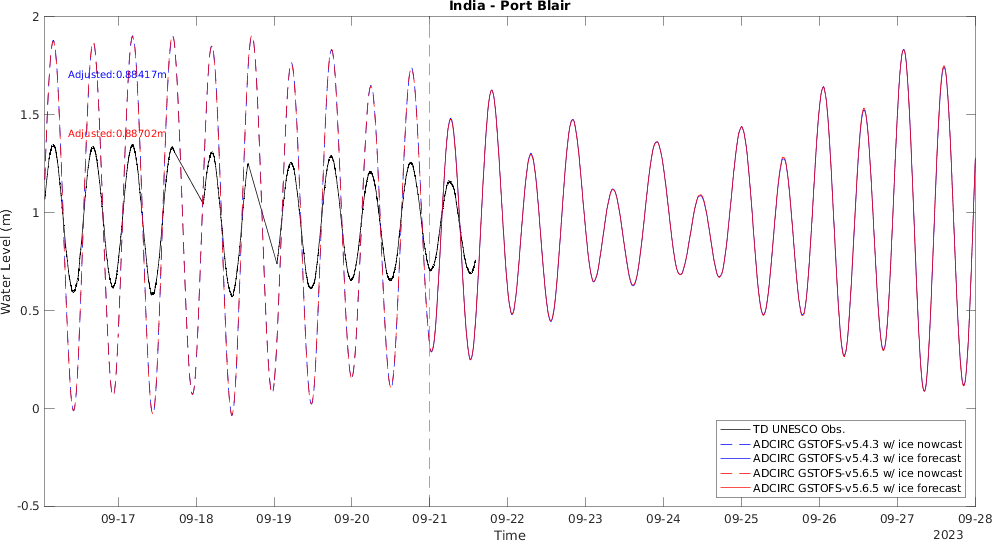 India - Port Blair
2
1.5
1
0.5
0
-0.5
Water Level (m)
Adjusted:0.88417m
Adjusted:0.88702m
TD UNESCO Obs.
ADCIRC GSTOFS-v5.4.3 w/ ice nowcast
ADCIRC GSTOFS-v5.4.3 w/ ice forecast
ADCIRC GSTOFS-v5.6.5 w/ ice nowcast
ADCIRC GSTOFS-v5.6.5 w/ ice forecast
09-17 09-18 09-19 09-20 09-21 09-22 09-23 09-24 09-25 09-26 09-27 09-28
Time
2023